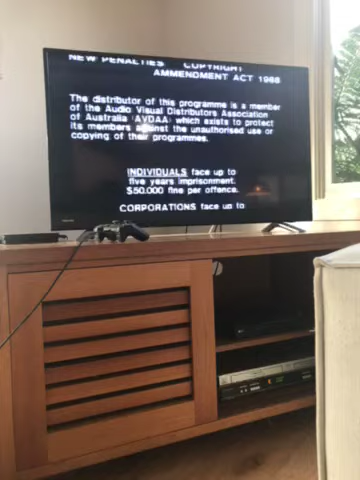 NEW PENALTIES COPYRIGHT
AMMENDMENT ACT 1968
The distributor of this programme is a member
of the Audio Visual Distributors Association
of Australia (AVDAA) which exists to protect
its members against the unauthorised use or
copying of their programmes.
INDIVIDUALS face up to
five years imprisonment.
$50.000 fine per offence.
CORPORATIONS face up to